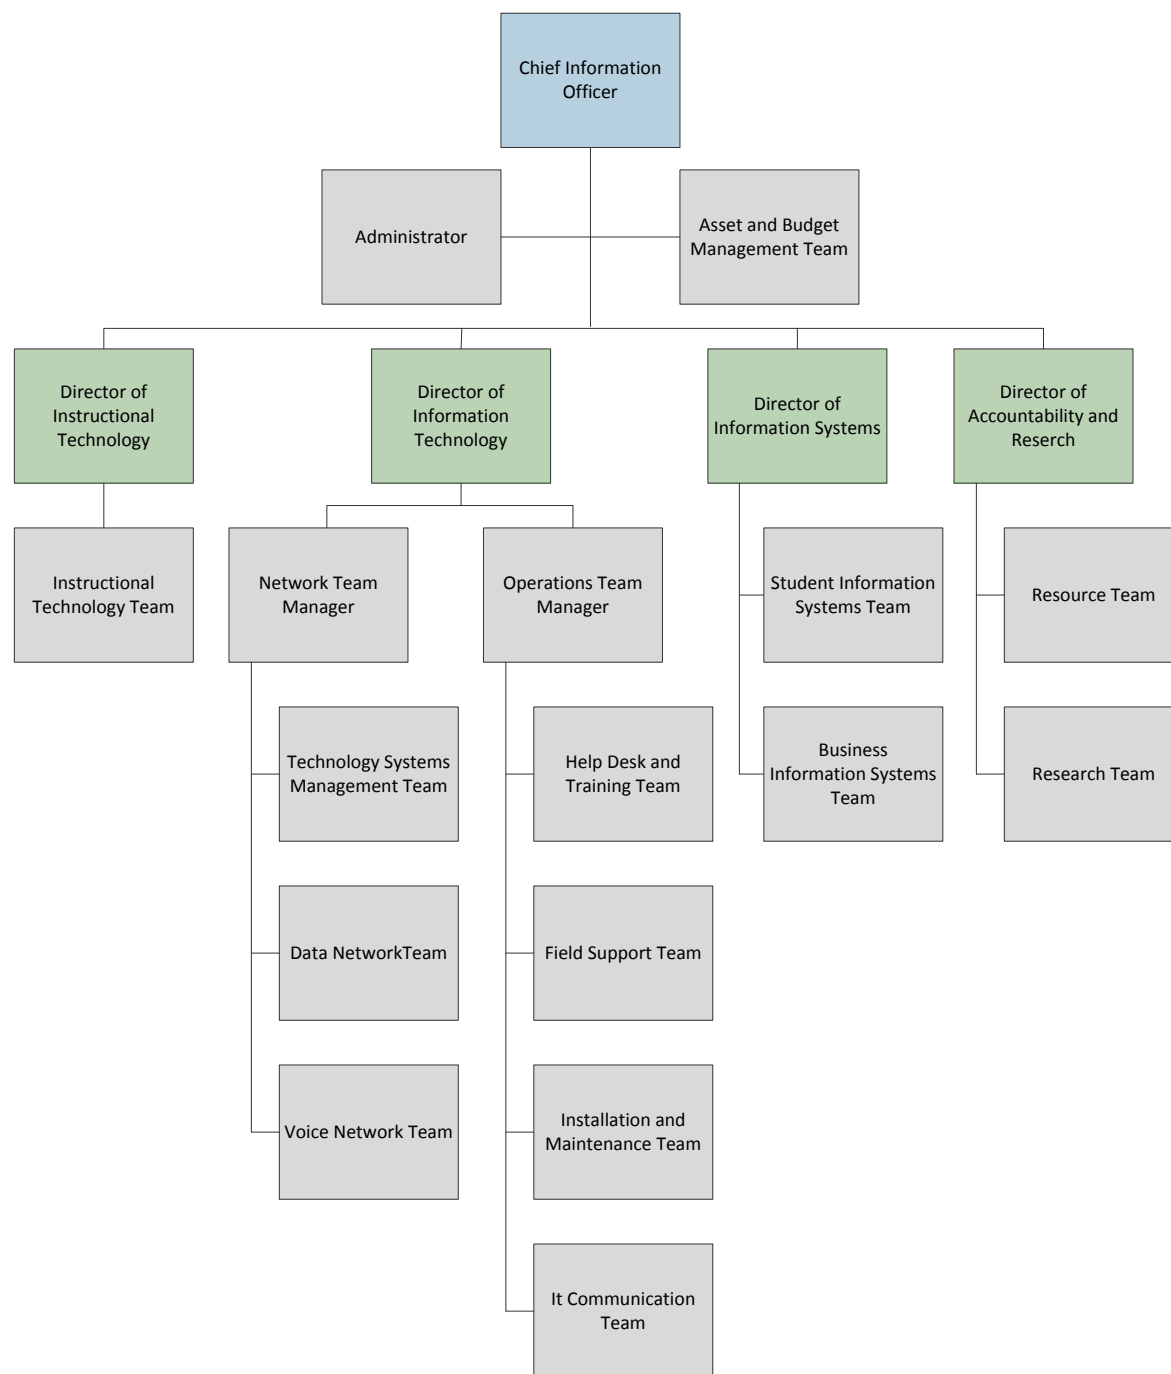 Chief Information
Officer
Administrator
Asset and Budget
Management Team
Director of
Instructional
Technology
Director of
Information
Technology
Director of
Information Systems
Director of
Accountability and
Reserch
Instructional
Technology Team
Network Team
Manager
Operations Team
Manager
Student Information
Systems Team
Resource Team
Technology Systems
Management Team
Help Desk and
Training Team
Business
Information Systems
Team
Research Team
Data NetworkTeam
Field Support Team
Voice Network Team
Installation and
Maintenance Team
It Communication
Team